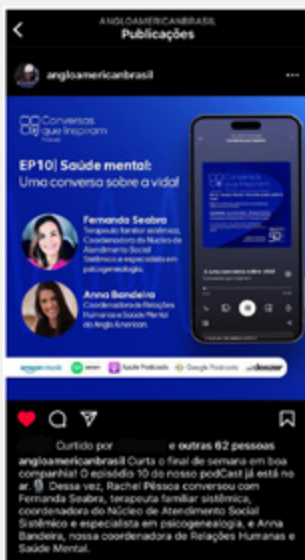 ANGLOAMERICANBRASIL
Publicações
angloamericanbrasil
Conversas
que Inspiram
EP10| Saúde mental:
Uma conversa sobre a vida!
Fernanda Seabra
Terapeuta familiar sistêmica,
Coordenadora do Núcleo de
Atendimento Social
Sistêmico e especialista em
psicogenealogia.
Anna Bandeira
Coordenadora de Relações
Humanas e Saúde Mental
da Anglo American.
amazon music
Apple Podcasts
Google Podcasts
deezer
Curtido por e outras 62 pessoas
angloamericanbrasil Curta o final de semana em boa
companhia! O episódio 10 do nosso podCast já está no
ar. Dessa vez, Rachel Pêssoa conversou com
Fernanda Seabra, terapeuta familiar sistêmica,
coordenadora do Núcleo de Atendimento Social
Sistêmico e especialista em psicogenealogia, e Anna
Bandeira, nossa coordenadora de Relações Humanas e
Saúde Mental.